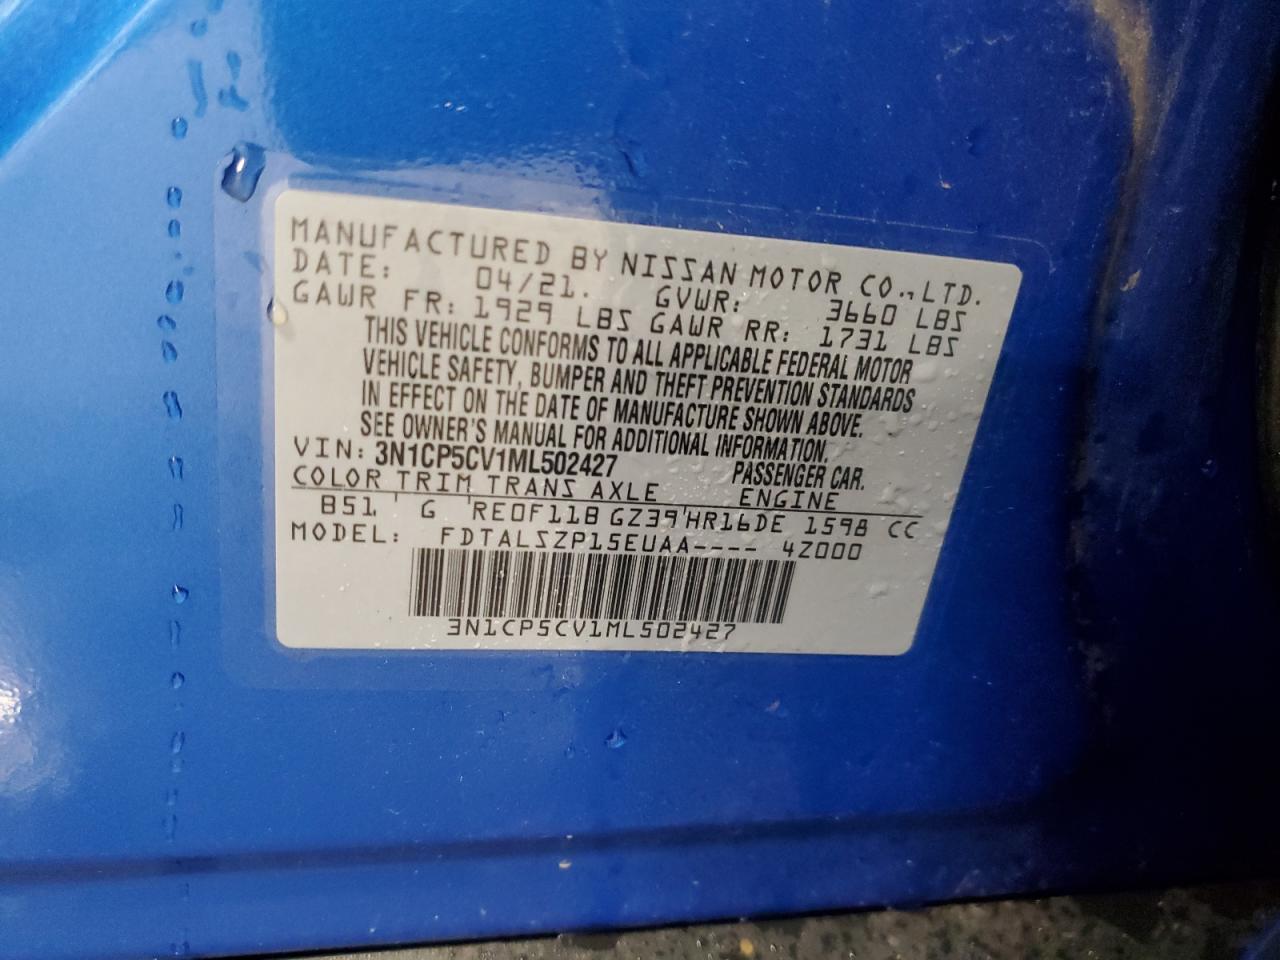 MANUFACTURED BY NISSAN MOTOR CO., LTD.
DATE: 04/21. GVWR: 3660 LBS
GAWR FR: 1929 LBS GAWR RR: 1731 LBS
THIS VEHICLE CONFORMS TO ALL APPLICABLE FEDERAL MOTOR
VEHICLE SAFETY, BUMPER AND THEFT PREVENTION STANDARDS
IN EFFECT ON THE DATE OF MANUFACTURE SHOWN ABOVE.
SEE OWNER'S MANUAL FOR ADDITIONAL INFORMATION.
VIN: 3N1CP5CV1ML502427 PASSENGER CAR.
COLOR TRIM TRANS AXLE ENGINE
B51 G RE0F11B GZ39 HR16DE 1598 CC
MODEL: FDTALSZP15EUAA---- 4Z000
3N1CP5CV1ML502427